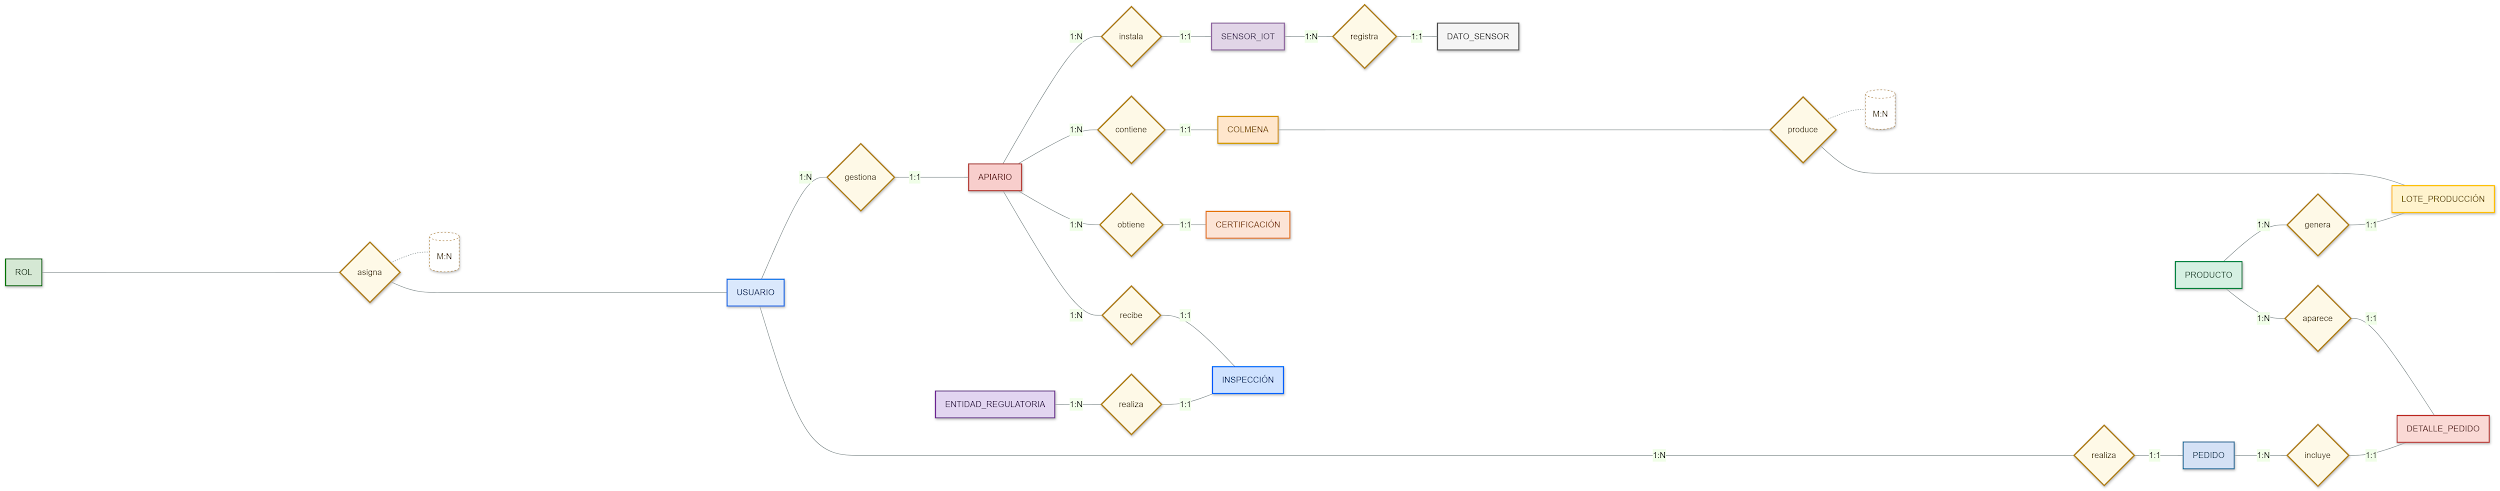 1:N
instala
1:1
SENSOR_IOT
1:N
registra
1:1
DATO_SENSOR
1:N
contiene
1:1
COLMENA
produce
M:N
1:N
gestiona
1:1
APIARIO
LOTE_PRODUCCIÓN
1:N
obtiene
1:1
CERTIFICACIÓN
1:N
genera
1:1
ROL
asigna
M:N
USUARIO
PRODUCTO
1:N
recibe
1:1
1:N
aparece
1:1
INSPECCIÓN
ENTIDAD_REGULATORIA
1:N
realiza
1:1
DETALLE_PEDIDO
1:N
realiza
1:1
PEDIDO
1:N
incluye
1:1